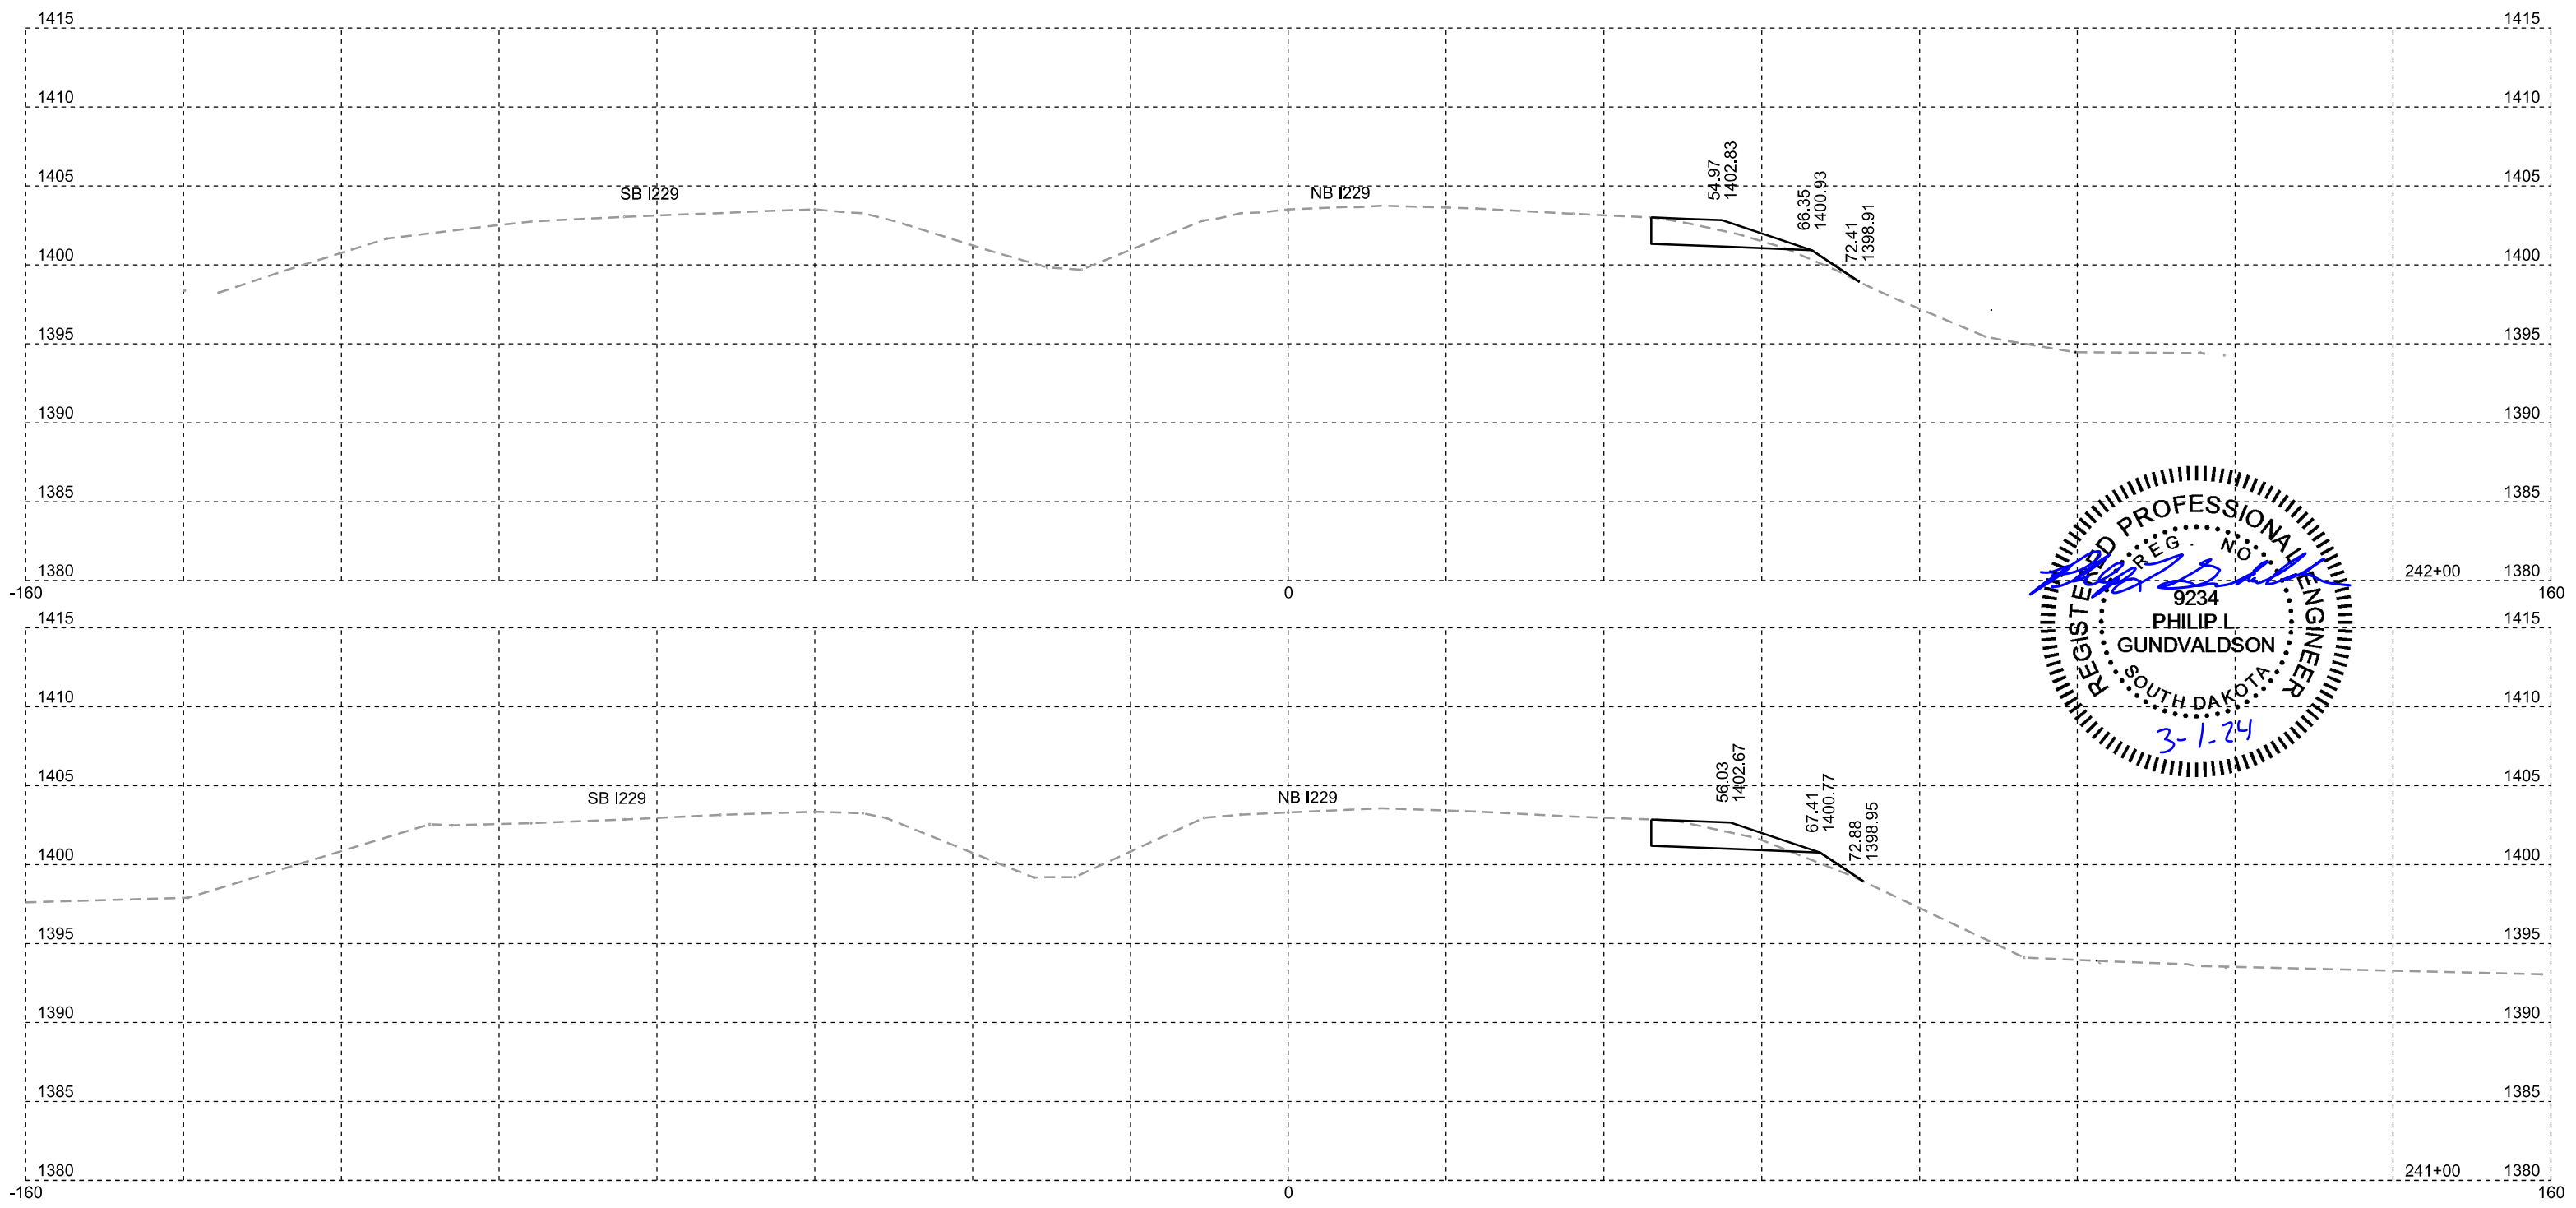 1415 1415
1410 1410
54.97
1402.83
1405 1405
SB I229 NB I229
66.35
1400.93
72.41
1398.91
1400 1400
1395 1395
1390 1390
1385 1385
1380 242+00 1380
-160 0 160
REGISTERED PROFESSIONAL ENGINEER
REG. NO.
9234
PHILIP L.
GUNDVALDSON
SOUTH DAKOTA
3-1-24
1415 1415
1410 1410
56.03
1402.67
1405 1405
SB I229 NB I229
67.41
1400.77
72.88
1398.95
1400 1400
1395 1395
1390 1390
1385 1385
1380 241+00 1380
-160 0 160